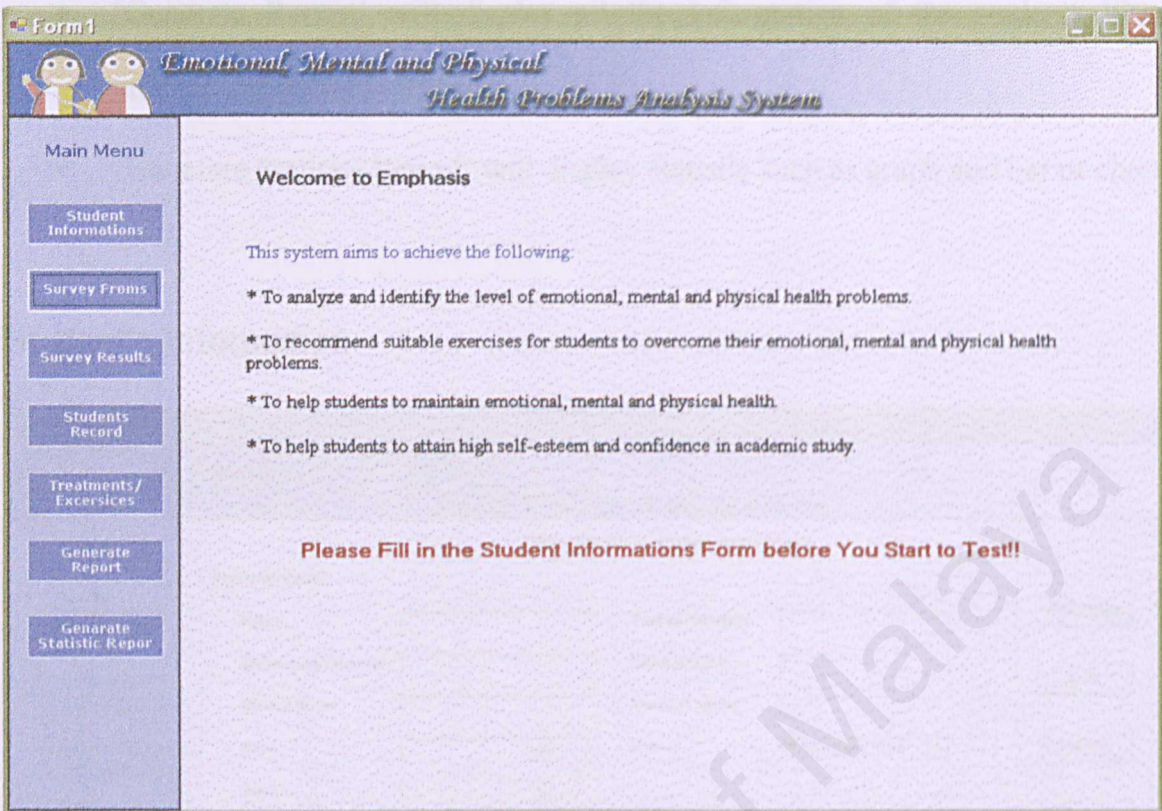 Form1
Emotional, Mental and Physical
Health Problems Analysis System
Main Menu
Student
Informations
Survey Froms
Survey Results
Students
Record
Treatments/
Excersices
Generate
Report
Genarate
Statistic Repor
Welcome to Emphasis
This system aims to achieve the following:
* To analyze and identify the level of emotional, mental and physical health problems.
* To recommend suitable exercises for students to overcome their emotional, mental and physical health
problems.
* To help students to maintain emotional, mental and physical health.
* To help students to attain high self-esteem and confidence in academic study.
Please Fill in the Student Informations Form before You Start to Test!!
f Malaya